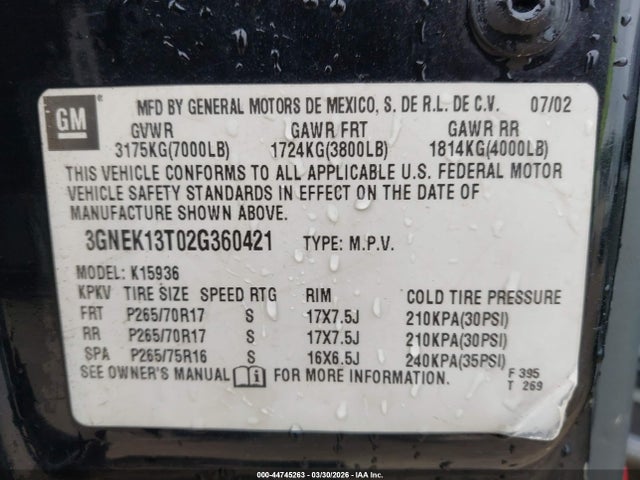 GM
MFD BY GENERAL MOTORS DE MEXICO, S. DE R.L. DE C.V. 07/02
GVWR GAWR FRT GAWR RR
3175KG(7000LB) 1724KG(3800LB) 1814KG(4000LB)
THIS VEHICLE CONFORMS TO ALL APPLICABLE U.S. FEDERAL MOTOR
VEHICLE SAFETY STANDARDS IN EFFECT ON THE DATE OF
MANUFACTURE SHOWN ABOVE.
3GNEK13T02G360421 TYPE: M.P.V.
MODEL: K15936
KPKV TIRE SIZE SPEED RTG RIM COLD TIRE PRESSURE
FRT P265/70R17 S 17X7.5J 210KPA(30PSI)
RR P265/70R17 S 17X7.5J 210KPA(30PSI)
SPA P265/75R16 S 16X6.5J 240KPA(35PSI)
SEE OWNER'S MANUAL FOR MORE INFORMATION.
F 395
T 269
000-44745263 - 03/30/2026 - IAAI.COM